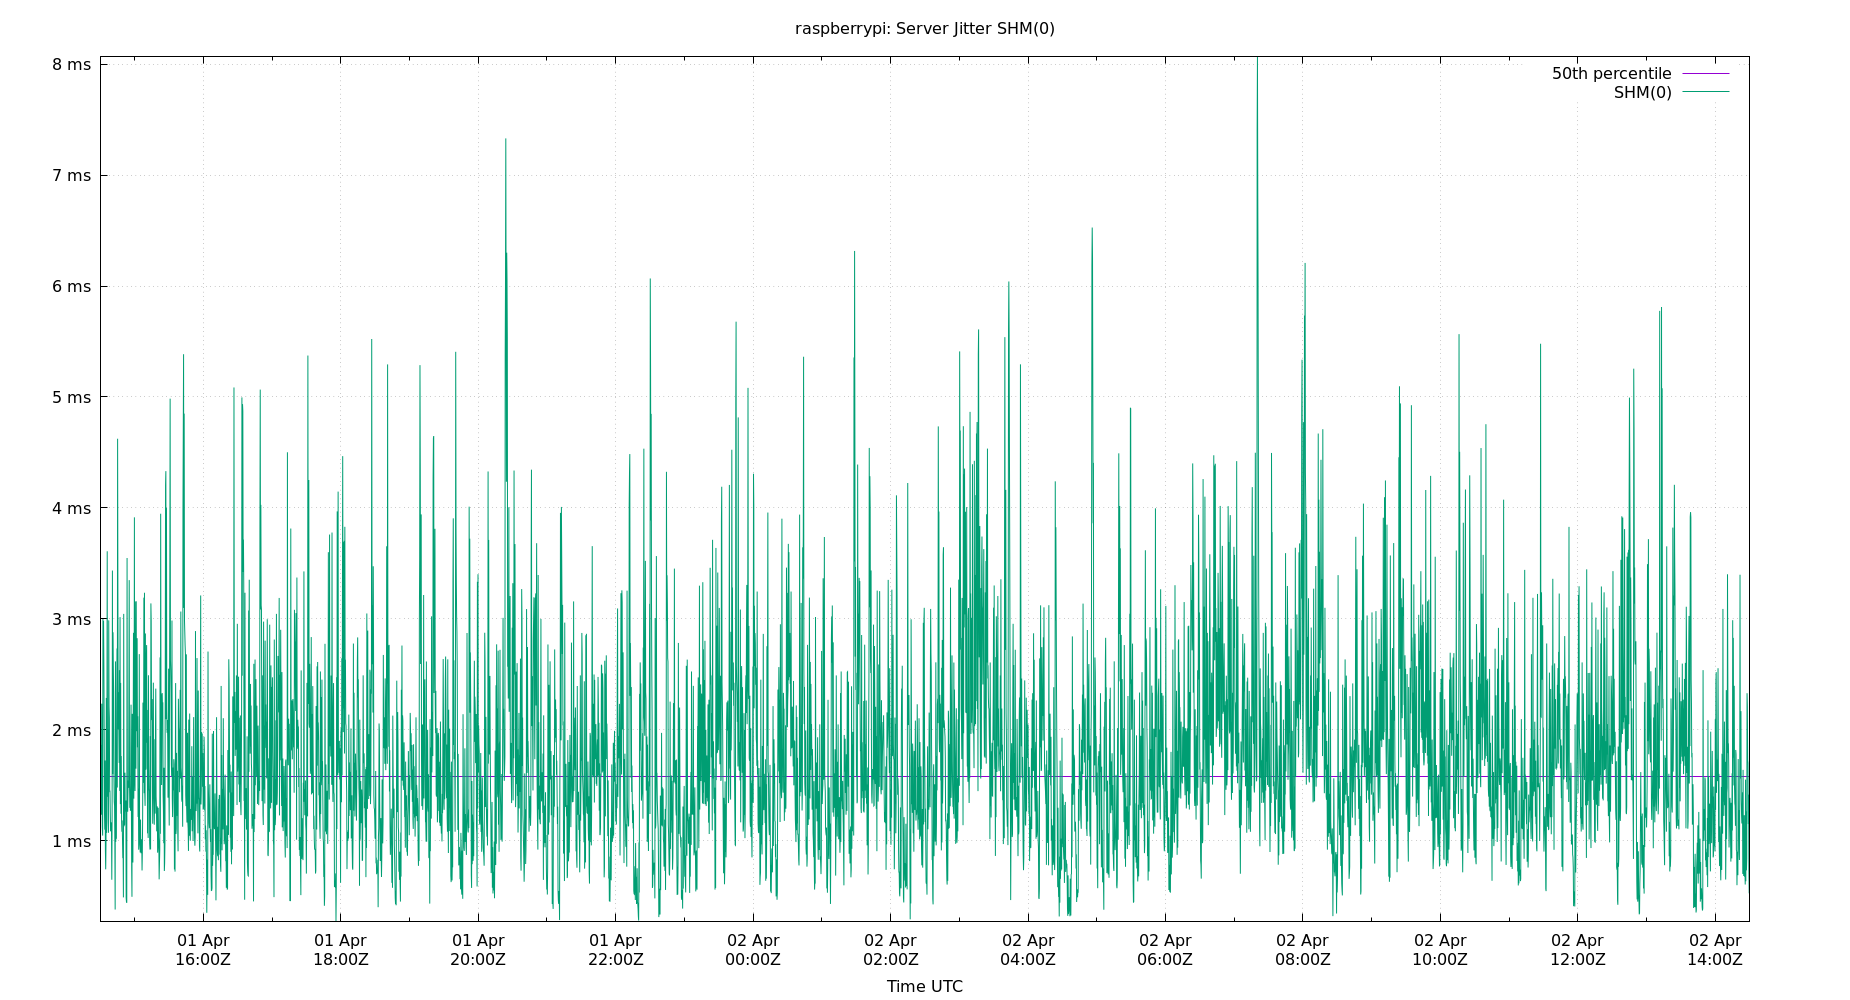 raspberrypi: Server Jitter SHM(0)
8 ms
7 ms
6 ms
5 ms
4 ms
3 ms
2 ms
1 ms
50th percentile
SHM(0)
01 Apr 16:00Z
01 Apr 18:00Z
01 Apr 20:00Z
01 Apr 22:00Z
02 Apr 00:00Z
02 Apr 02:00Z
02 Apr 04:00Z
02 Apr 06:00Z
02 Apr 08:00Z
02 Apr 10:00Z
02 Apr 12:00Z
02 Apr 14:00Z
Time UTC